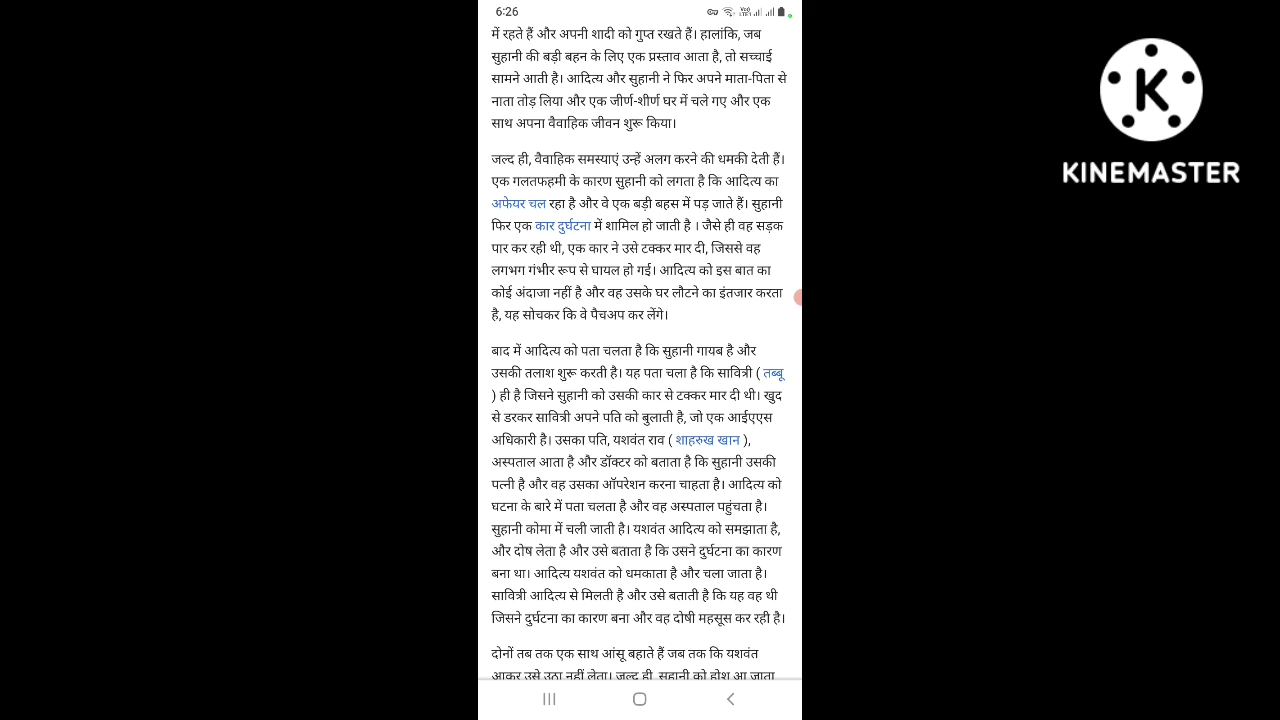 6:26
में रहते हैं और अपनी शादी को गुप्त रखते हैं। हालांकि, जब
सुहानी की बड़ी बहन के लिए एक प्रस्ताव आता है, तो सच्चाई
सामने आती है। आदित्य और सुहानी ने फिर अपने माता-पिता से
नाता तोड़ लिया और एक जीर्ण-शीर्ण घर में चले गए और एक
साथ अपना वैवाहिक जीवन शुरू किया।
जल्द ही, वैवाहिक समस्याएं उन्हें अलग करने की धमकी देती हैं।
एक गलतफहमी के कारण सुहानी को लगता है कि आदित्य का
अफेयर चल रहा है और वे एक बड़ी बहस में पड़ जाते हैं। सुहानी
फिर एक कार दुर्घटना में शामिल हो जाती है । जैसे ही वह सड़क
पार कर रही थी, एक कार ने उसे टक्कर मार दी, जिससे वह
लगभग गंभीर रूप से घायल हो गई। आदित्य को इस बात का
कोई अंदाजा नहीं है और वह उसके घर लौटने का इंतजार करता
है, यह सोचकर कि वे पैचअप कर लेंगे।
बाद में आदित्य को पता चलता है कि सुहानी गायब है और
उसकी तलाश शुरू करती है। यह पता चला है कि सावित्री ( तब्बू
) ही है जिसने सुहानी को उसकी कार से टक्कर मार दी थी। खुद
से डरकर सावित्री अपने पति को बुलाती है, जो एक आईएएस
अधिकारी है। उसका पति, यशवंत राव ( शाहरुख खान ),
अस्पताल आता है और डॉक्टर को बताता है कि सुहानी उसकी
पत्नी है और वह उसका ऑपरेशन करना चाहता है। आदित्य को
घटना के बारे में पता चलता है और वह अस्पताल पहुंचता है।
सुहानी कोमा में चली जाती है। यशवंत आदित्य को समझाता है,
और दोष लेता है और उसे बताता है कि उसने दुर्घटना का कारण
बना था। आदित्य यशवंत को धमकाता है और चला जाता है।
सावित्री आदित्य से मिलती है और उसे बताती है कि यह वह थी
जिसने दुर्घटना का कारण बना और वह दोषी महसूस कर रही है।
दोनों तब तक एक साथ आंसू बहाते हैं जब तक कि यशवंत
आकर उसे उठा नहीं लेता। जल्द ही, सुहानी को होश आ जाता
K
KINEMASTER